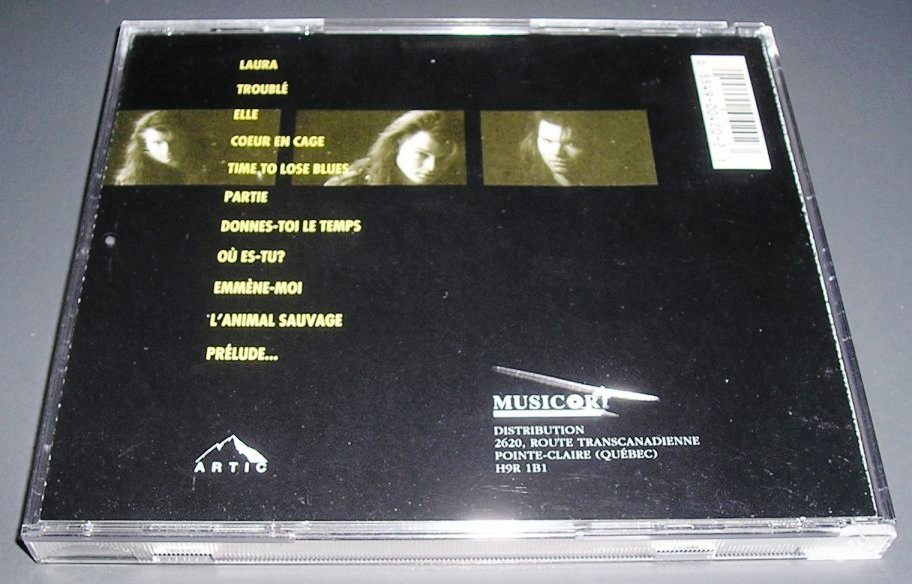 LAURA
TROUBLÉ
ELLE
COEUR EN CAGE
TIME TO LOSE BLUES
PARTIE
DONNES-TOI LE TEMPS
OÙ ES-TU?
EMMÈNE-MOI
L'ANIMAL SAUVAGE
PRÉLUDE...
ARTIC
MUSICOR
DISTRIBUTION
2620, ROUTE TRANSCANADIENNE
POINTE-CLAIRE (QUÉBEC)
H9R 1B1